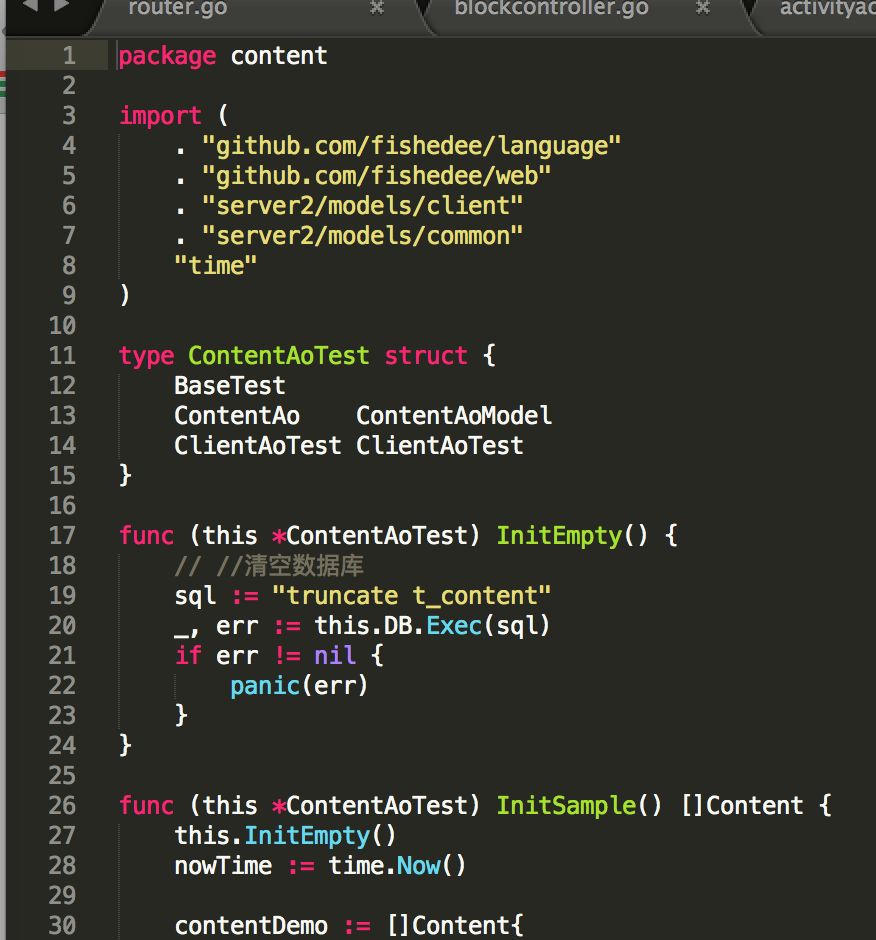 router.go × blockcontroller.go ×
1 package content
2
3 import (
4     . "github.com/fishedee/language"
5     . "github.com/fishedee/web"
6     . "server2/models/client"
7     . "server2/models/common"
8     "time"
9 )
10
11 type ContentAoTest struct {
12     BaseTest
13     ContentAo    ContentAoModel
14     ClientAoTest ClientAoTest
15 }
16
17 func (this *ContentAoTest) InitEmpty() {
18     // //清空数据库
19     sql := "truncate t_content"
20     _, err := this.DB.Exec(sql)
21     if err != nil {
22         panic(err)
23     }
24 }
25
26 func (this *ContentAoTest) InitSample() []Content {
27     this.InitEmpty()
28     nowTime := time.Now()
29
30     contentDemo := []Content{